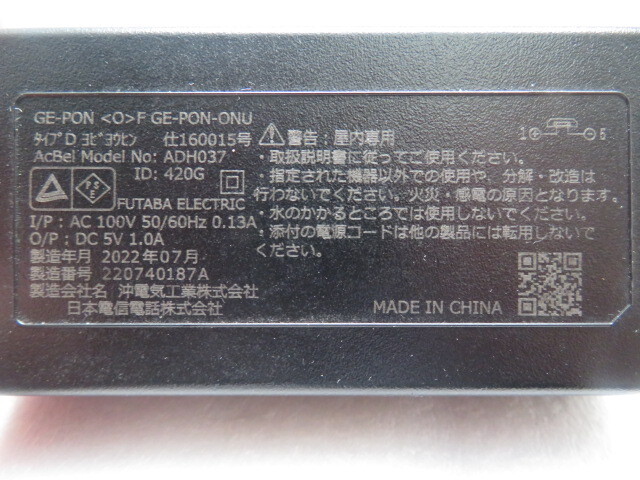 GE-PON <O>F GE-PON-ONU
ﾀｲﾌﾟD ﾖﾋﾞﾖｳﾋﾝ 仕160015号
AcBel Model No: ADH037
ID: 420G
PSE
FUTABA ELECTRIC
I/P: AC 100V 50/60Hz 0.13A
O/P: DC 5V 1.0A
製造年月 2022年07月
製造番号 220740187A
製造会社名 沖電気工業株式会社
日本電信電話株式会社
警告：屋内専用
・取扱説明書に従ってご使用ください。
・指定された機器以外での使用や、分解・改造は
行わないでください。火災・感電の原因となります。
・水のかかるところでは使用しないでください。
・添付の電源コードは他の製品には転用しないで
ください。
1 5
MADE IN CHINA